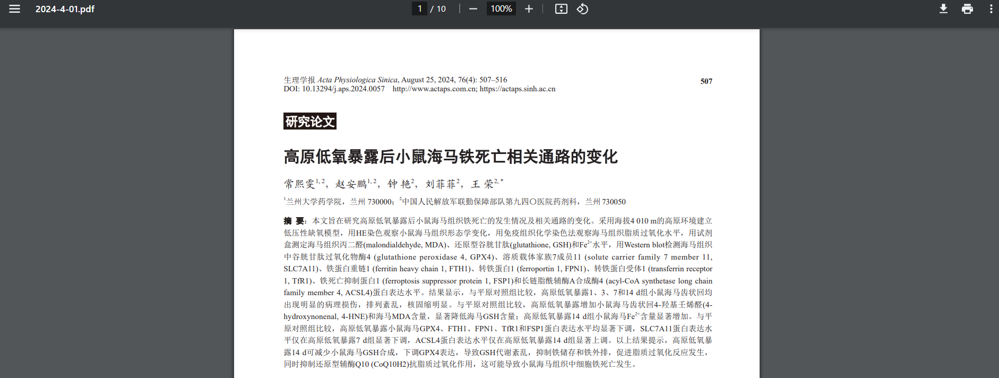 2024-4-01.pdf
1 / 10
100%
生理学报 Acta Physiologica Sinica, August 25, 2024, 76(4): 507–516
507
DOI: 10.13294/j.aps.2024.0057 http://www.actaps.com.cn; https://actaps.sinh.ac.cn
研究论文
高原低氧暴露后小鼠海马铁死亡相关通路的变化
常熙雯1, 2，赵安鹏1, 2，钟 艳2，刘菲菲2，王 荣2, *
1兰州大学药学院，兰州 730000；2中国人民解放军联勤保障部队第九四〇医院药剂科，兰州 730050
摘 要：本文旨在研究高原低氧暴露后小鼠海马组织铁死亡的发生情况及相关通路的变化。采用海拔4 010 m的高原环境建立
低压性缺氧模型，用HE染色观察小鼠海马组织形态学变化，用免疫组织化学染色法观察海马组织脂质过氧化水平，用试剂
盒测定海马组织丙二醛(malondialdehyde, MDA)、还原型谷胱甘肽(glutathione, GSH)和Fe2+水平，用Western blot检测海马组织
中谷胱甘肽过氧化物酶4 (glutathione peroxidase 4, GPX4)、溶质载体家族7成员11 (solute carrier family 7 member 11,
SLC7A11)、铁蛋白重链1 (ferritin heavy chain 1, FTH1)、转铁蛋白1 (ferroportin 1, FPN1)、转铁蛋白受体1 (transferrin receptor
1, TfR1)、铁死亡抑制蛋白1 (ferroptosis suppressor protein 1, FSP1)和长链脂酰辅酶A合成酶4 (acyl-CoA synthetase long chain
family member 4, ACSL4)蛋白表达水平。结果显示，与平原对照组比较，高原低氧暴露1、3、7和14 d组小鼠海马齿状回均
出现明显的病理损伤，排列紊乱，核固缩明显。与平原对照组比较，高原低氧暴露增加小鼠海马齿状回4-羟基壬烯醛(4-
hydroxynonenal, 4-HNE)和海马MDA含量，显著降低海马GSH含量；高原低氧暴露14 d组小鼠海马Fe2+含量显著增加。与平
原对照组比较，高原低氧暴露小鼠海马GPX4、FTH1、FPN1、TfR1和FSP1蛋白表达水平均显著下调，SLC7A11蛋白表达水
平仅在高原低氧暴露7 d组显著下调，ACSL4蛋白表达水平仅在高原低氧暴露14 d组显著上调。以上结果提示，高原低氧暴
露14 d可减少小鼠海马GSH合成，下调GPX4表达，导致GSH代谢紊乱，抑制铁储存和铁外排，促进脂质过氧化反应发生，
同时抑制还原型辅酶Q10 (CoQ10H2)抗脂质过氧化作用，这可能导致小鼠海马组织中细胞铁死亡发生。